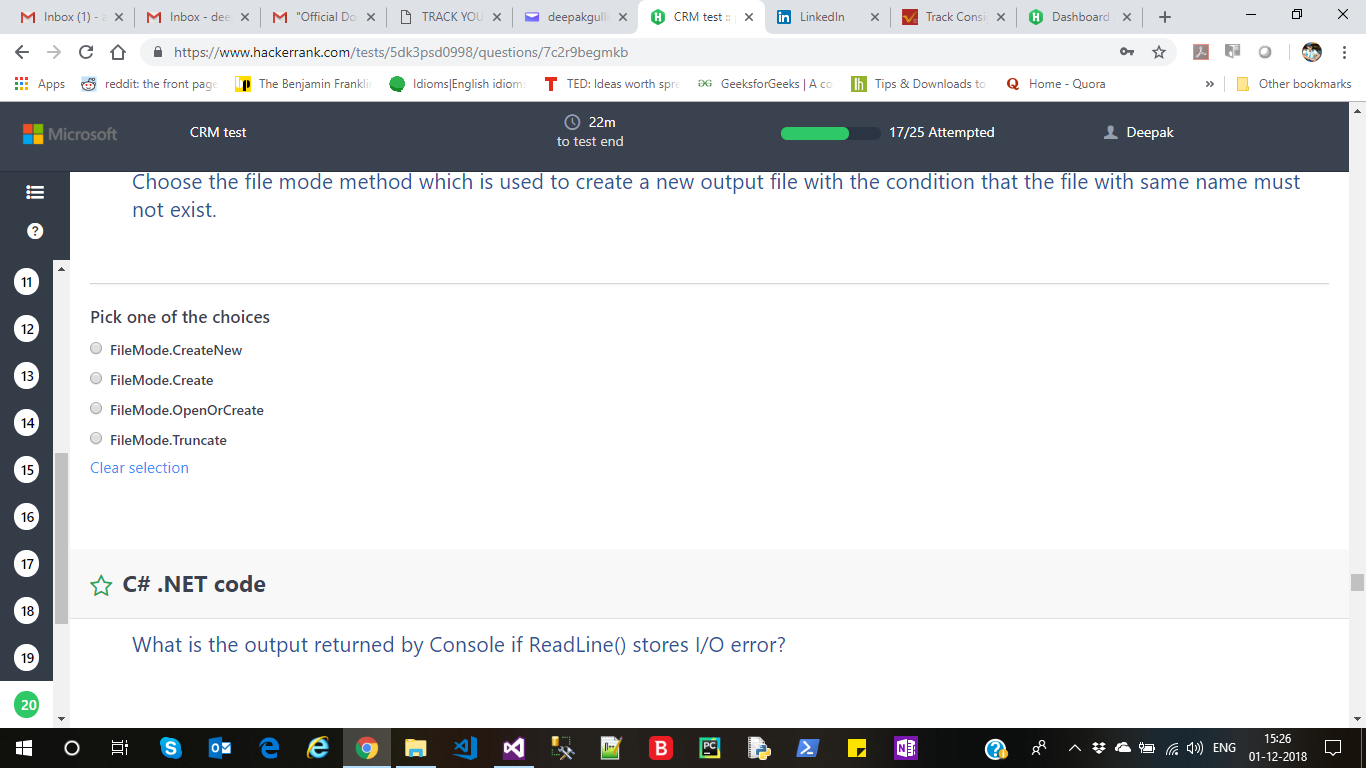 Inbox (1) - a
Inbox - dee
"Official Do
TRACK YOU
deepakgulli
CRM test ::
LinkedIn
Track Consi
Dashboard
https://www.hackerrank.com/tests/5dk3psd0998/questions/7c2r9begmkb
Apps
reddit: the front page
The Benjamin Franklin
Idioms|English idiom
TED: Ideas worth spre
GeeksforGeeks | A co
Tips & Downloads to
Home - Quora
»
Other bookmarks
Microsoft
CRM test
22m
to test end
17/25 Attempted
Deepak
Choose the file mode method which is used to create a new output file with the condition that the file with same name must
not exist.
?
11
12
13
14
15
16
17
18
19
20
Pick one of the choices
FileMode.CreateNew
FileMode.Create
FileMode.OpenOrCreate
FileMode.Truncate
Clear selection
C# .NET code
What is the output returned by Console if ReadLine() stores I/O error?
ENG
15:26
01-12-2018